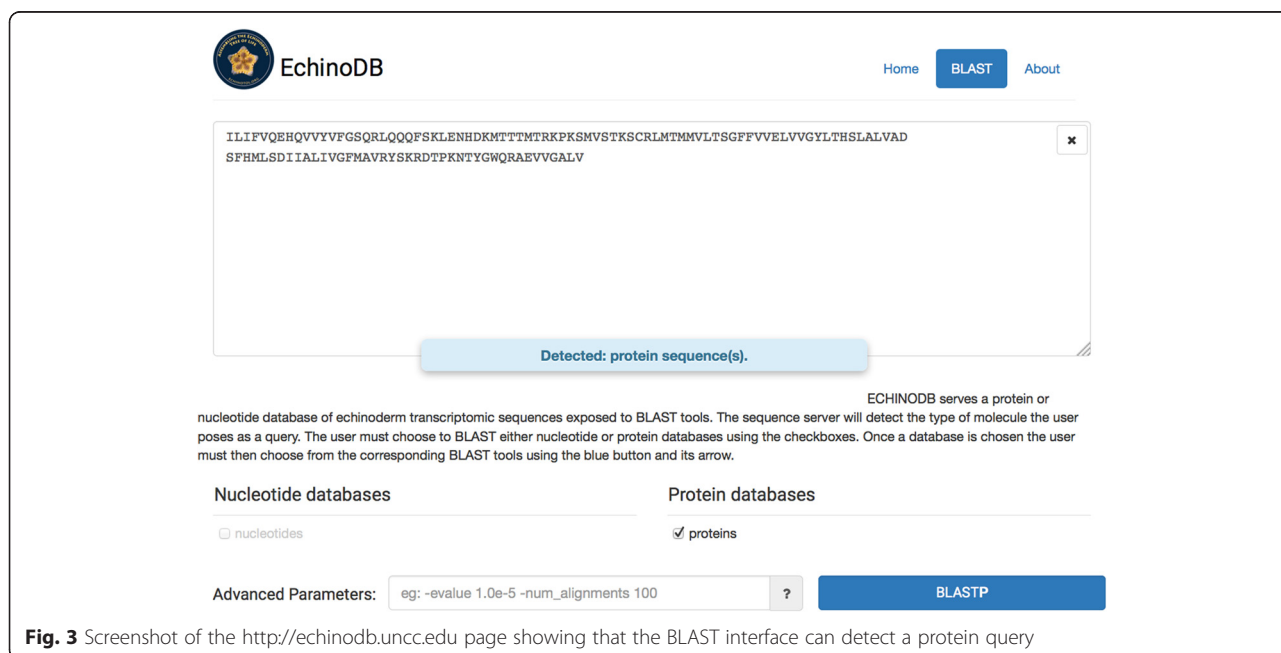 EchinoDB
Home
BLAST
About
ILIFVQEHQVVYVFGSQRLQQQFSKLENHDKMTTTMTRKPKSMVSTKSCRLMTMMVLTSGFFVVELVVGYLTHSLALVAD
SFHMLSDIIALIVGFMAVRYSKRDTPKNTYGWQRAEVVGALV
Detected: protein sequence(s).
ECHINODB serves a protein or
nucleotide database of echinoderm transcriptomic sequences exposed to BLAST tools. The sequence server will detect the type of molecule the user
poses as a query. The user must choose to BLAST either nucleotide or protein databases using the checkboxes. Once a database is chosen the user
must then choose from the corresponding BLAST tools using the blue button and its arrow.
Nucleotide databases
Protein databases
nucleotides
proteins
Advanced Parameters:
eg: -evalue 1.0e-5 -num_alignments 100
?
BLASTP
Fig. 3 Screenshot of the http://echinodb.uncc.edu page showing that the BLAST interface can detect a protein query